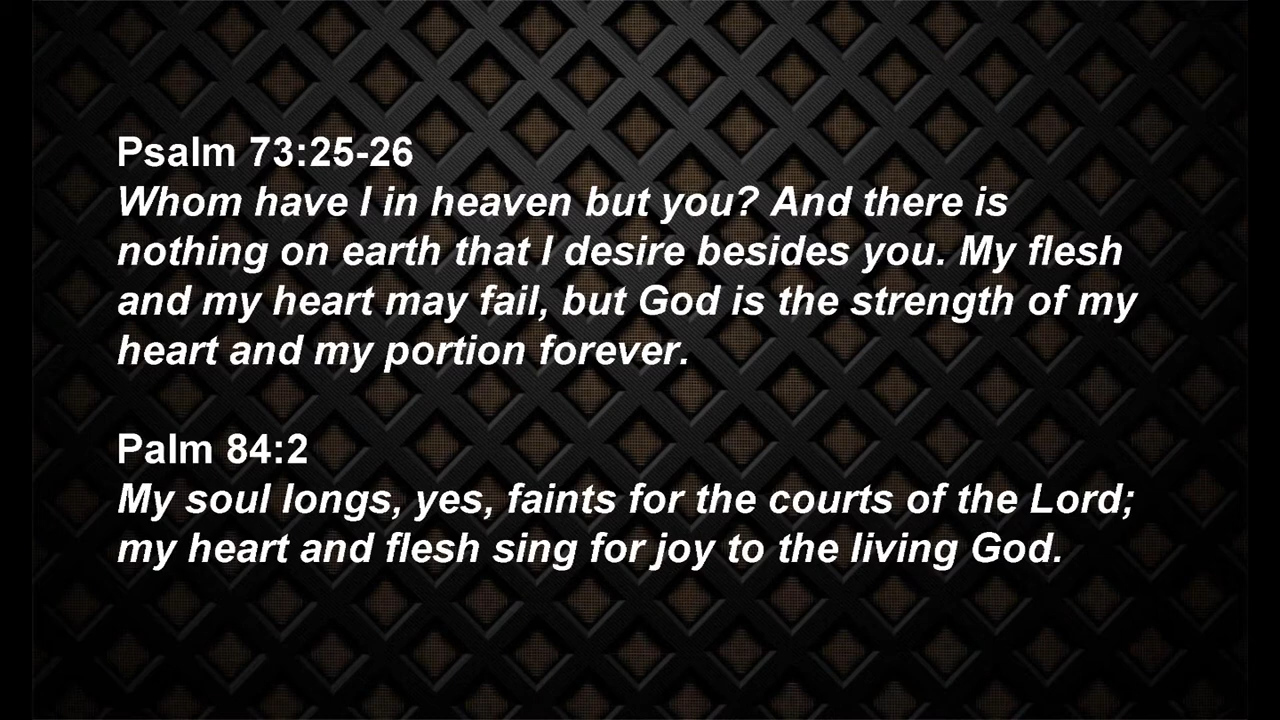 Psalm 73:25-26
Whom have I in heaven but you? And there is
nothing on earth that I desire besides you. My flesh
and my heart may fail, but God is the strength of my
heart and my portion forever.
Palm 84:2
My soul longs, yes, faints for the courts of the Lord;
my heart and flesh sing for joy to the living God.